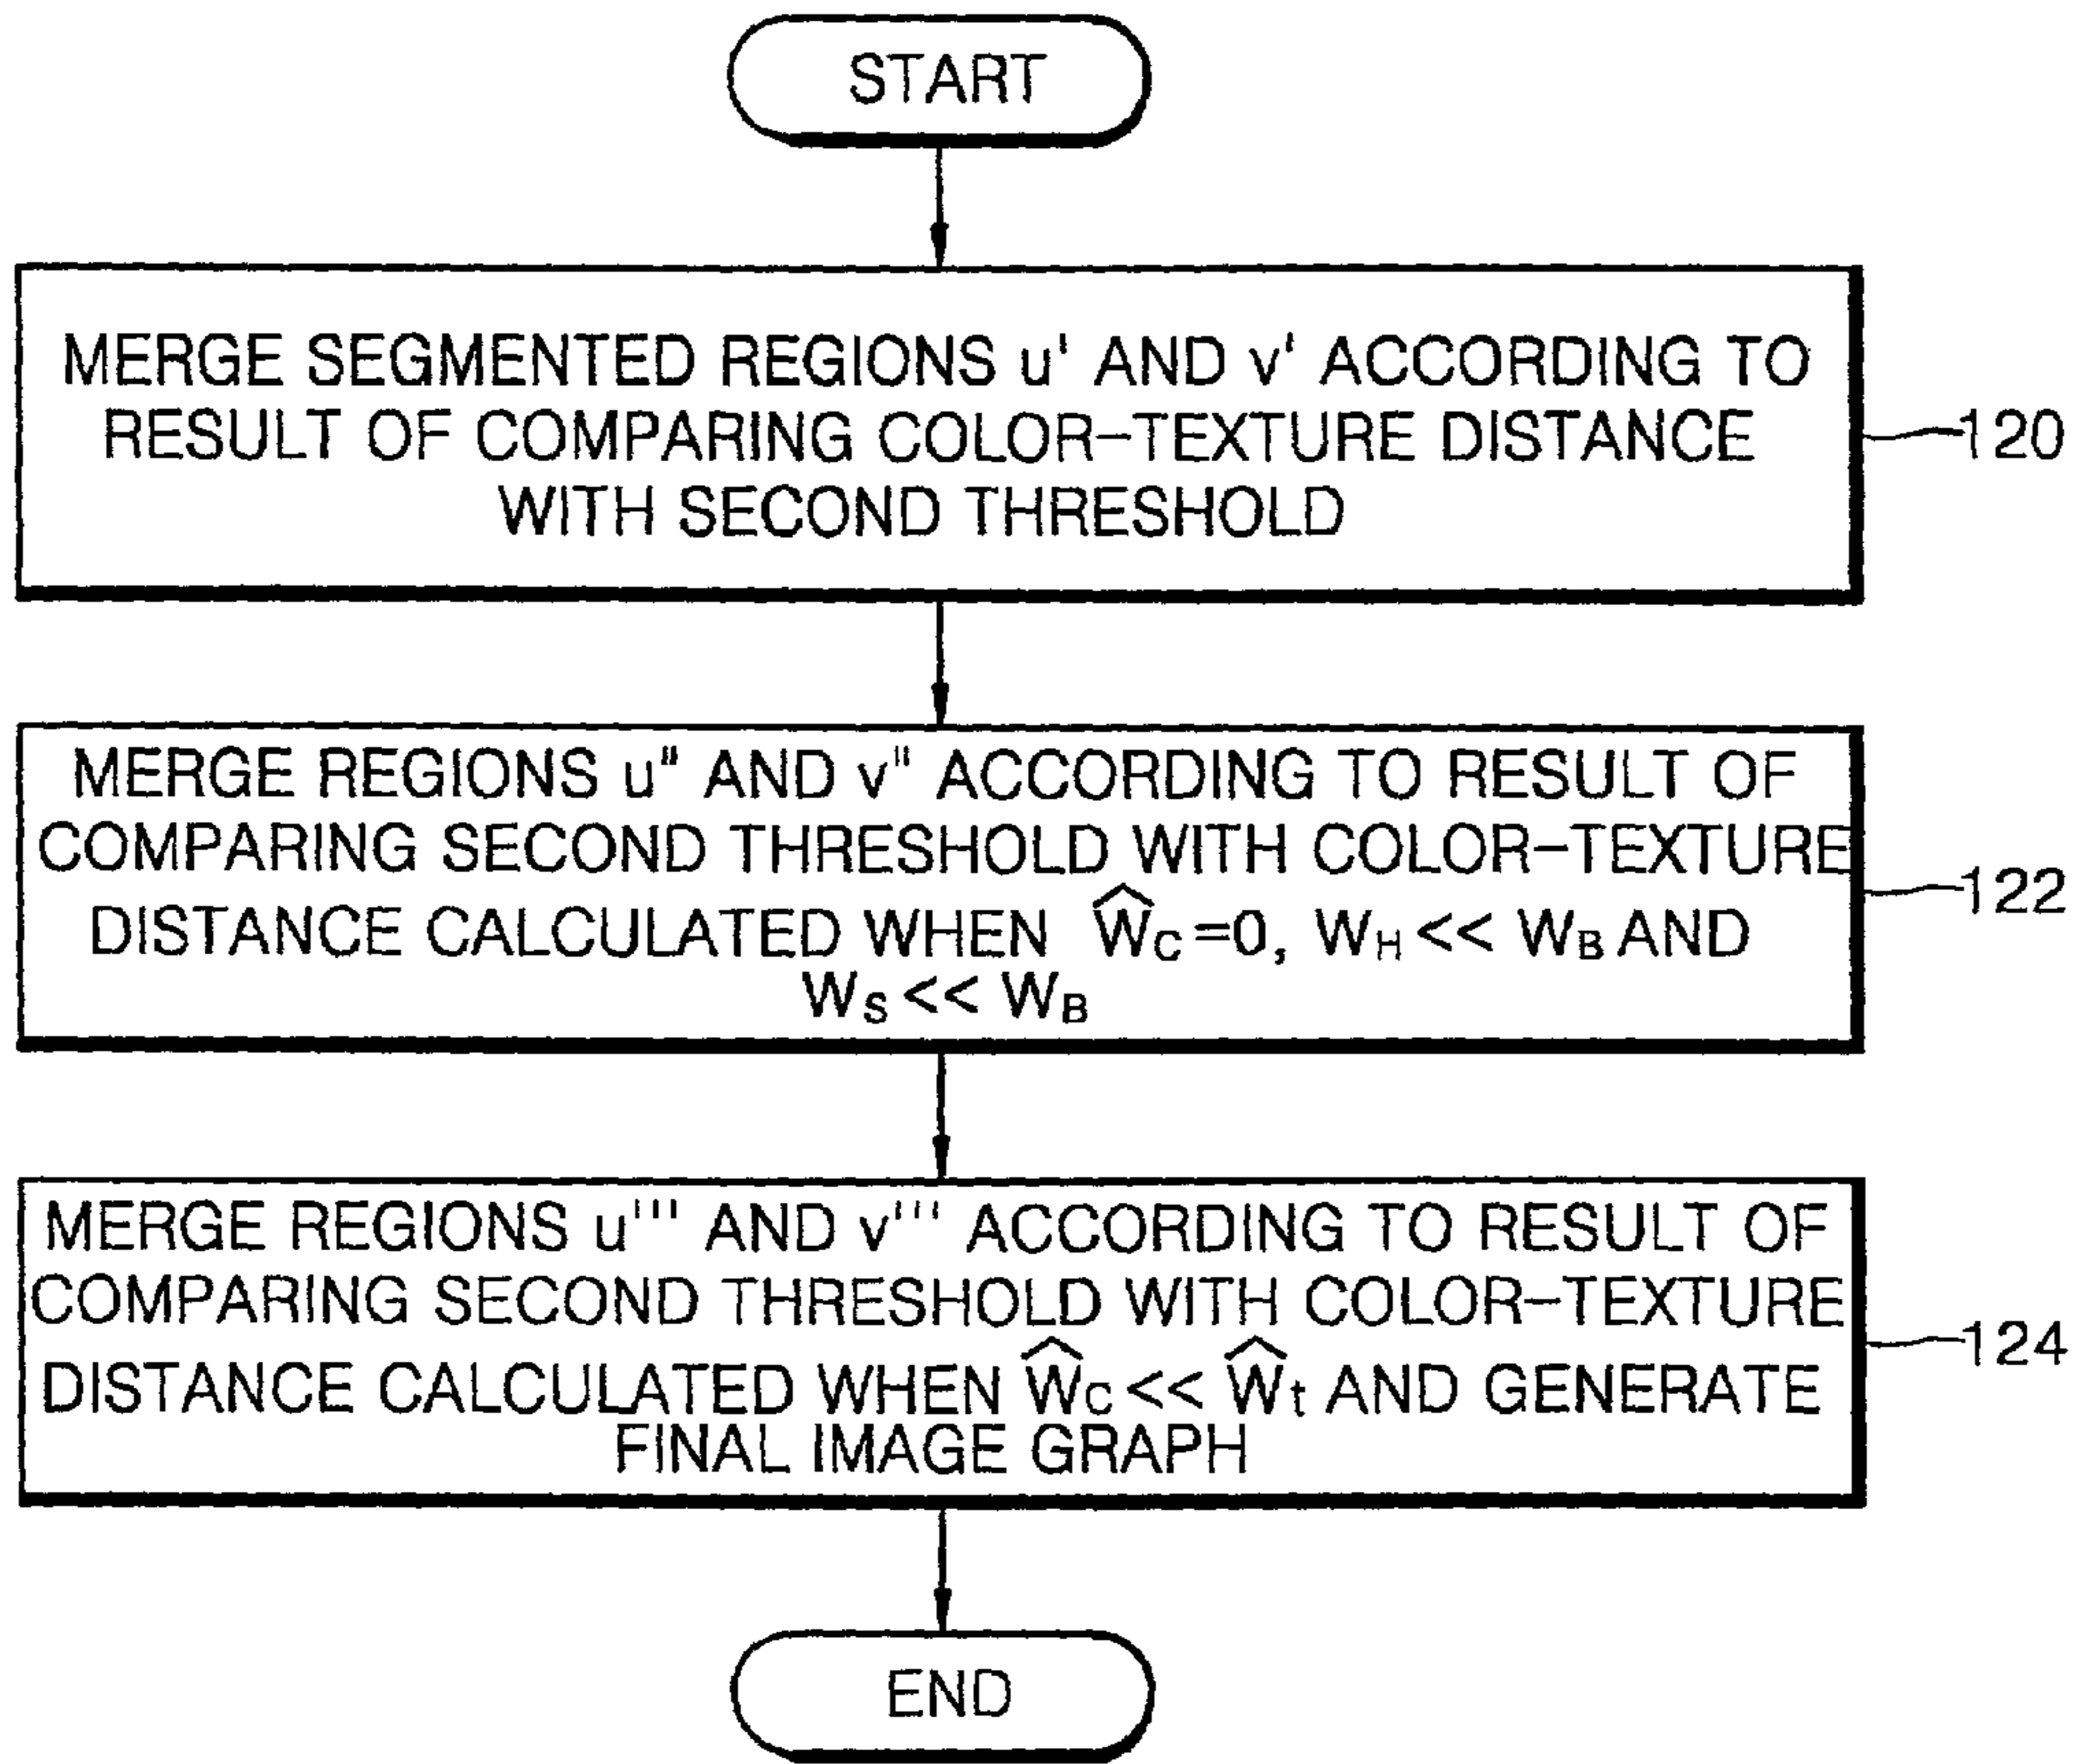 START
MERGE SEGMENTED REGIONS u' AND v' ACCORDING TO
RESULT OF COMPARING COLOR-TEXTURE DISTANCE
WITH SECOND THRESHOLD
120
MERGE REGIONS u'' AND v'' ACCORDING TO RESULT OF
COMPARING SECOND THRESHOLD WITH COLOR-TEXTURE
DISTANCE CALCULATED WHEN ŴC=0, WH << WB AND
WS << WB
122
MERGE REGIONS u''' AND v''' ACCORDING TO RESULT OF
COMPARING SECOND THRESHOLD WITH COLOR-TEXTURE
DISTANCE CALCULATED WHEN ŴC << Ŵt AND GENERATE
FINAL IMAGE GRAPH
124
END